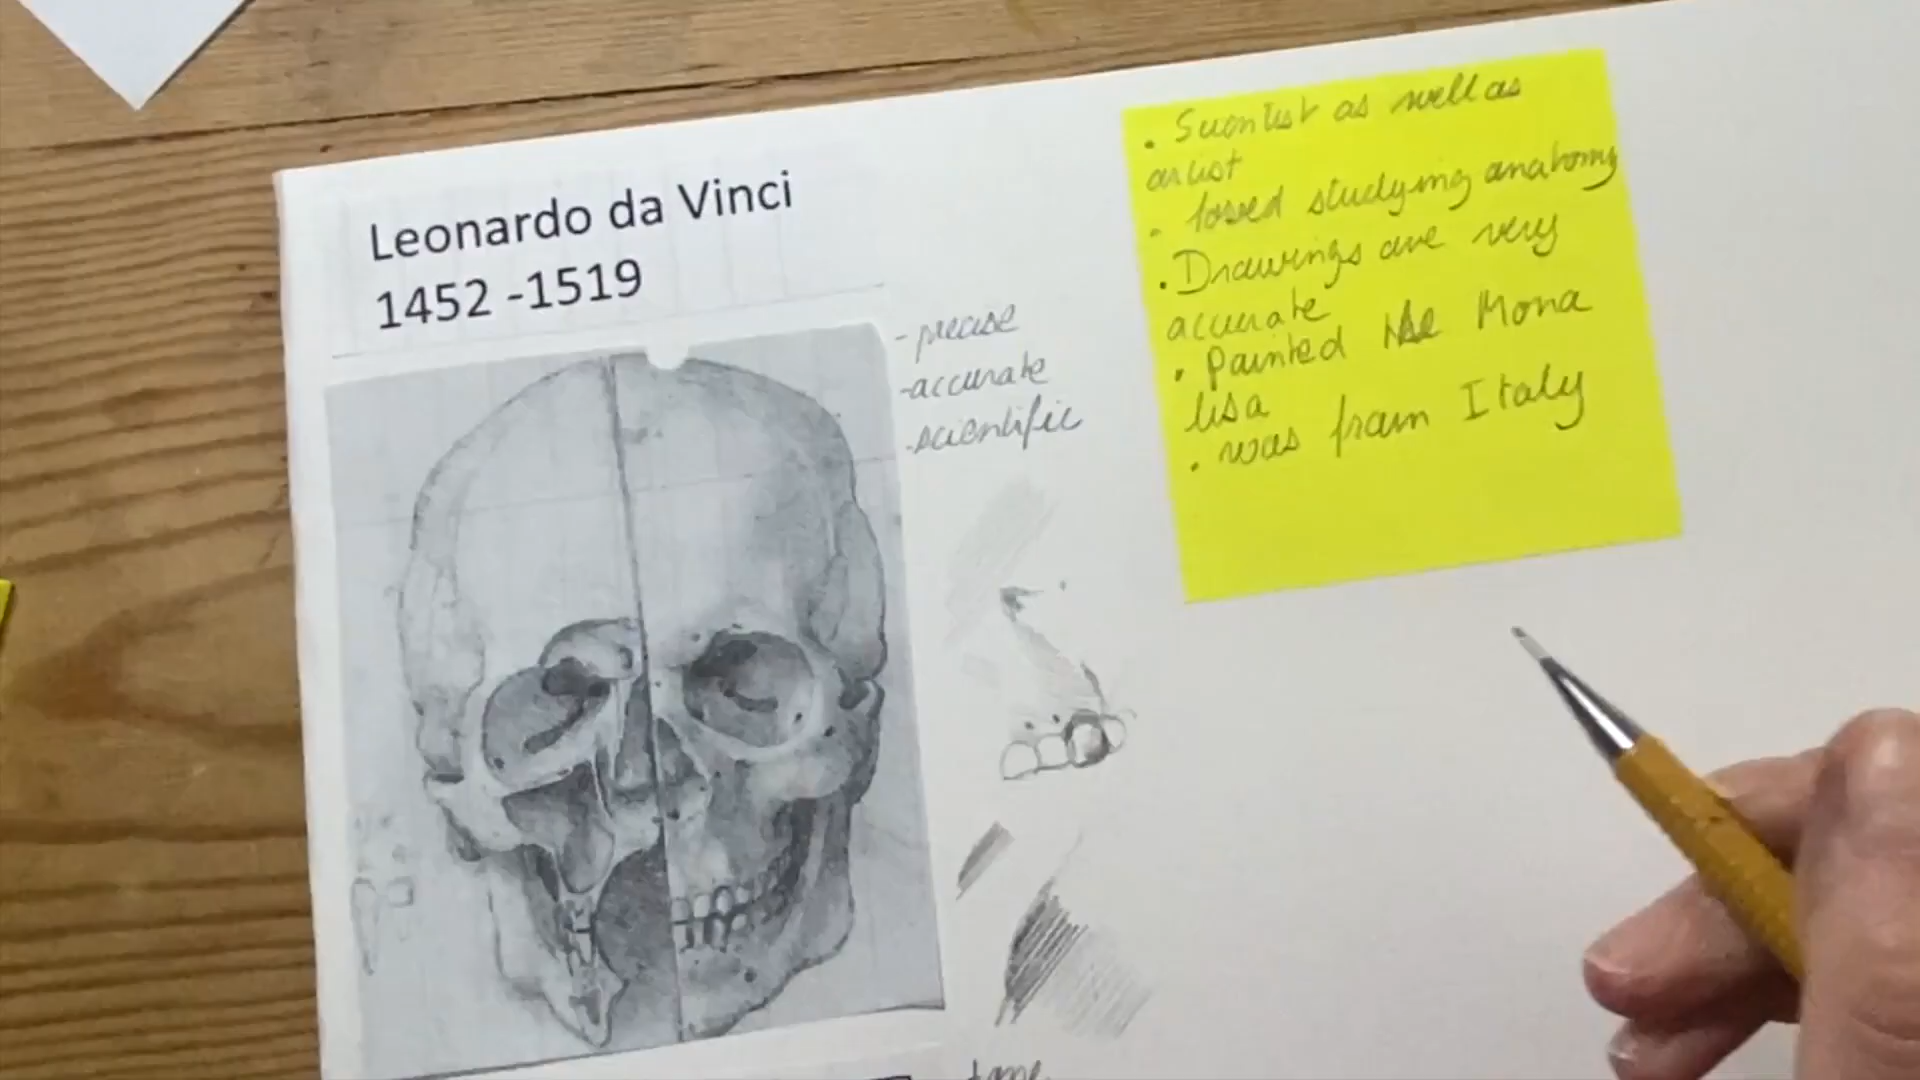 Leonardo da Vinci
1452 -1519
- precise
- accurate
- scientific
• Scientist as well as
artist
• loved studying anatomy
• Drawings are very
accurate
• Painted the Mona
lisa
• was from Italy
tone